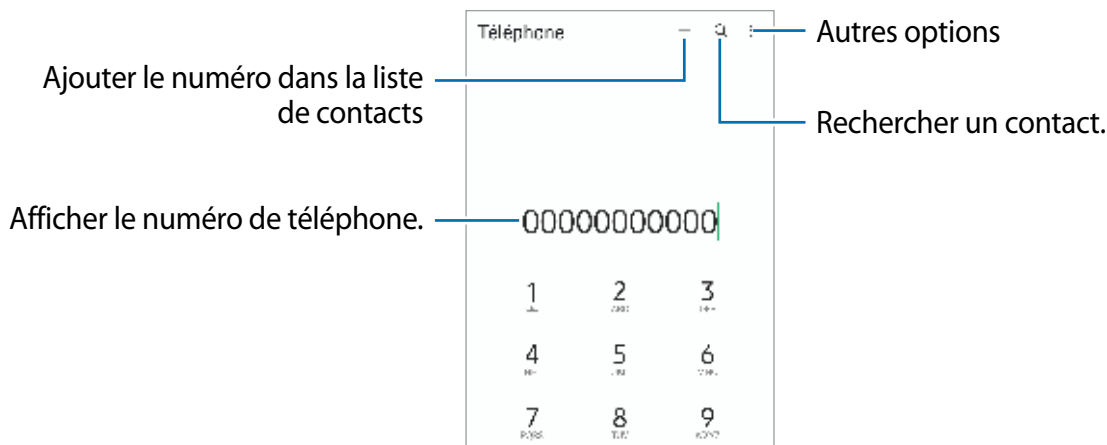 Téléphone
Autres options
Ajouter le numéro dans la liste
de contacts
Rechercher un contact.
Afficher le numéro de téléphone.
00000000000
1 2 3
4 5 6
7 8 9